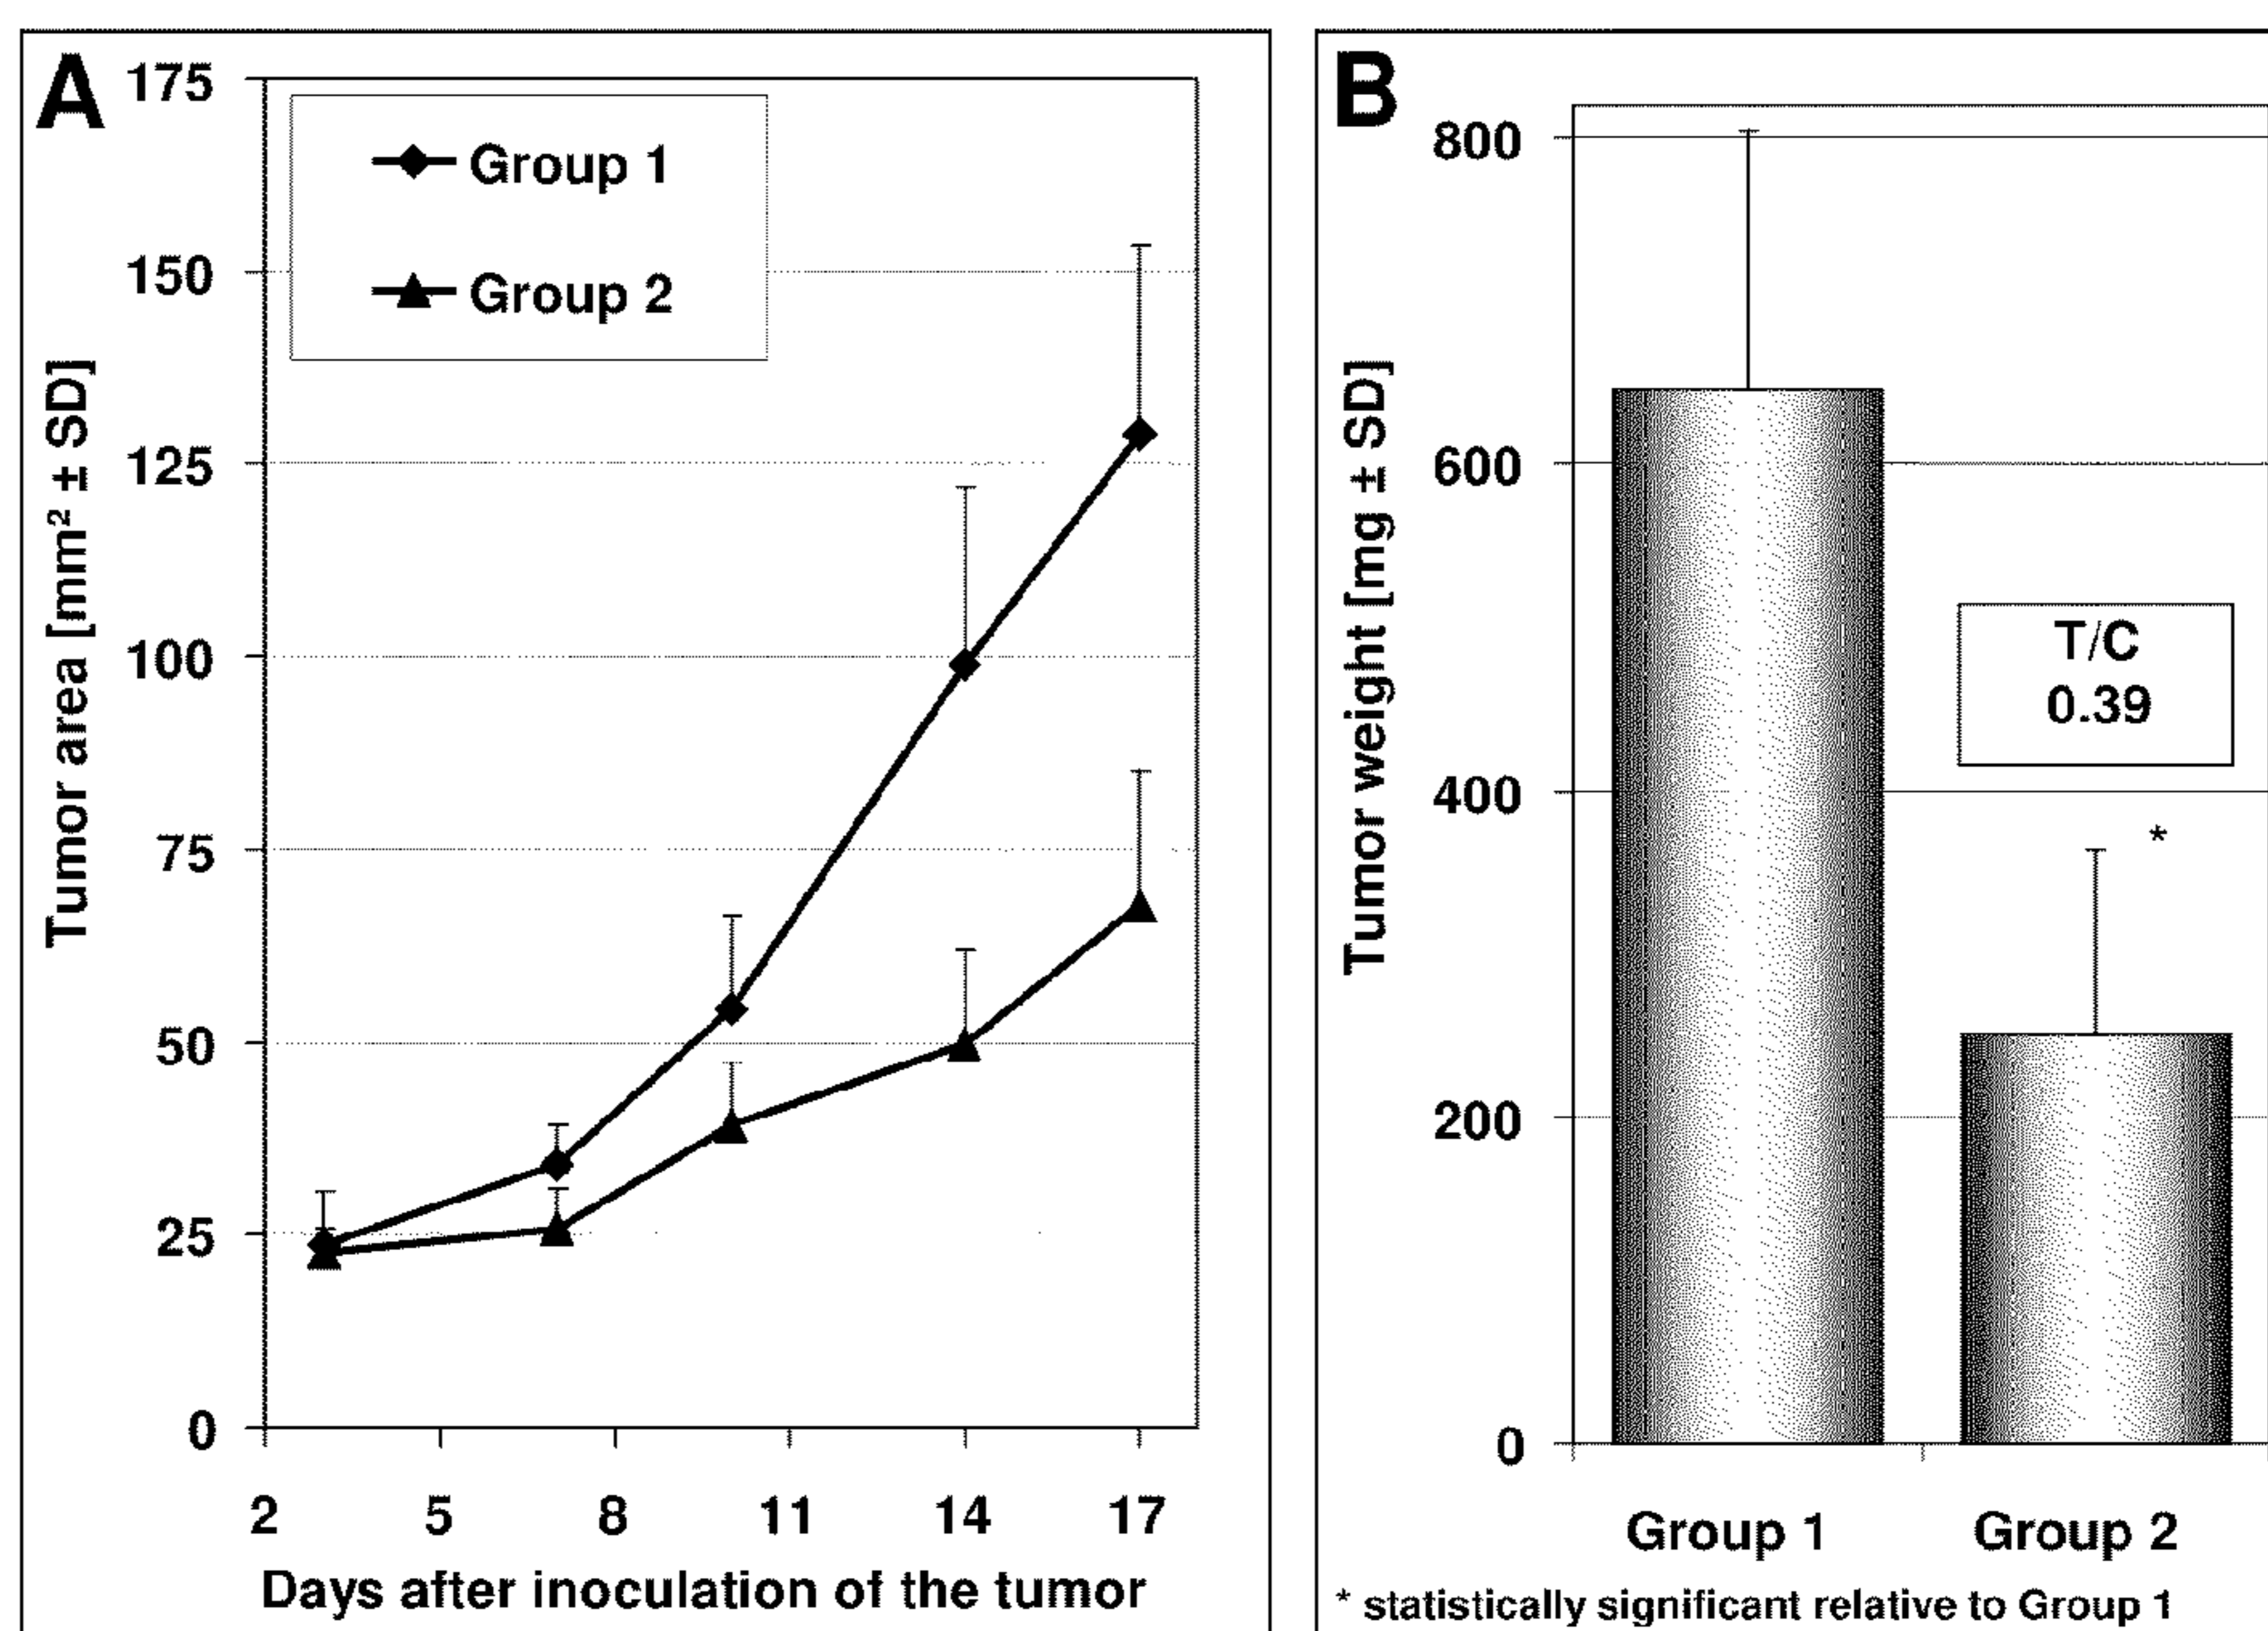 A
175
150
125
100
75
50
25
0
Tumor area [mm² ± SD]
Group 1
Group 2
2 5 8 11 14 17
Days after inoculation of the tumor
B
800
600
400
200
0
Tumor weight [mg ± SD]
T/C
0.39
*
Group 1 Group 2
* statistically significant relative to Group 1